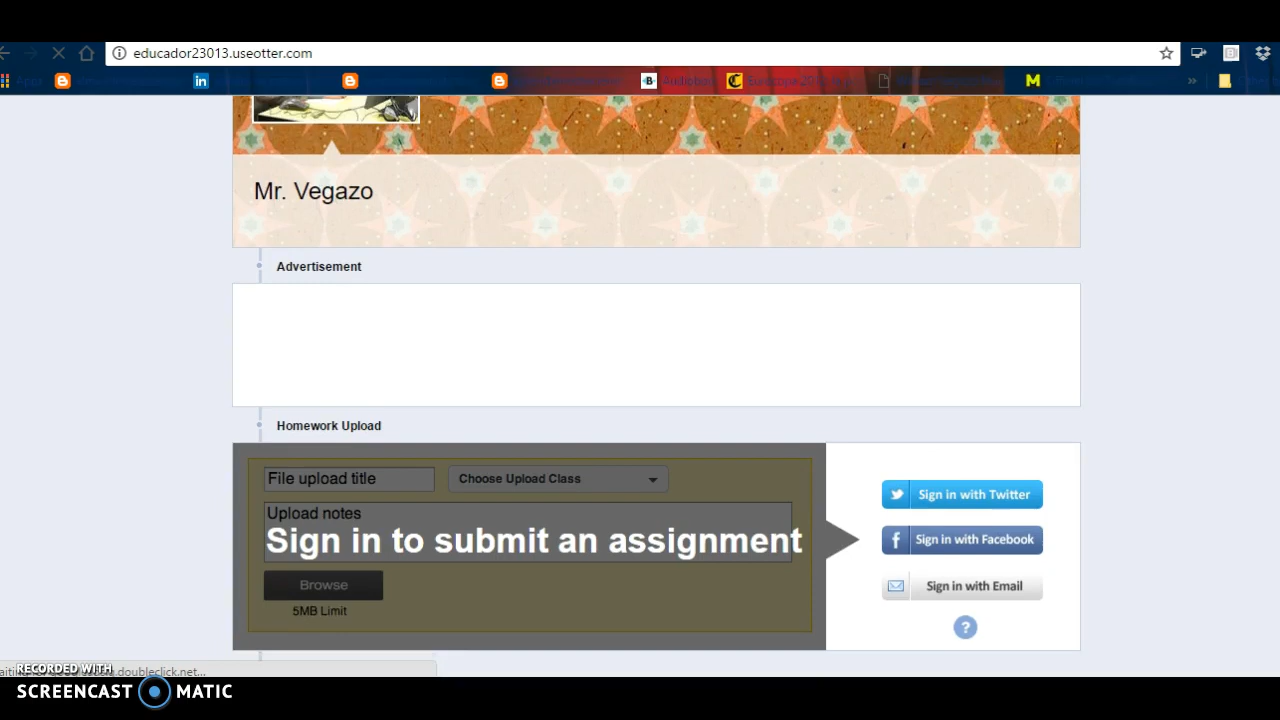 educador23013.useotter.com
Mr. Vegazo
Advertisement
Homework Upload
File upload title
Choose Upload Class
Upload notes
Sign in to submit an assignment
Browse
5MB Limit
Sign in with Twitter
Sign in with Facebook
Sign in with Email
?
RECORDED WITH
SCREENCAST MATIC